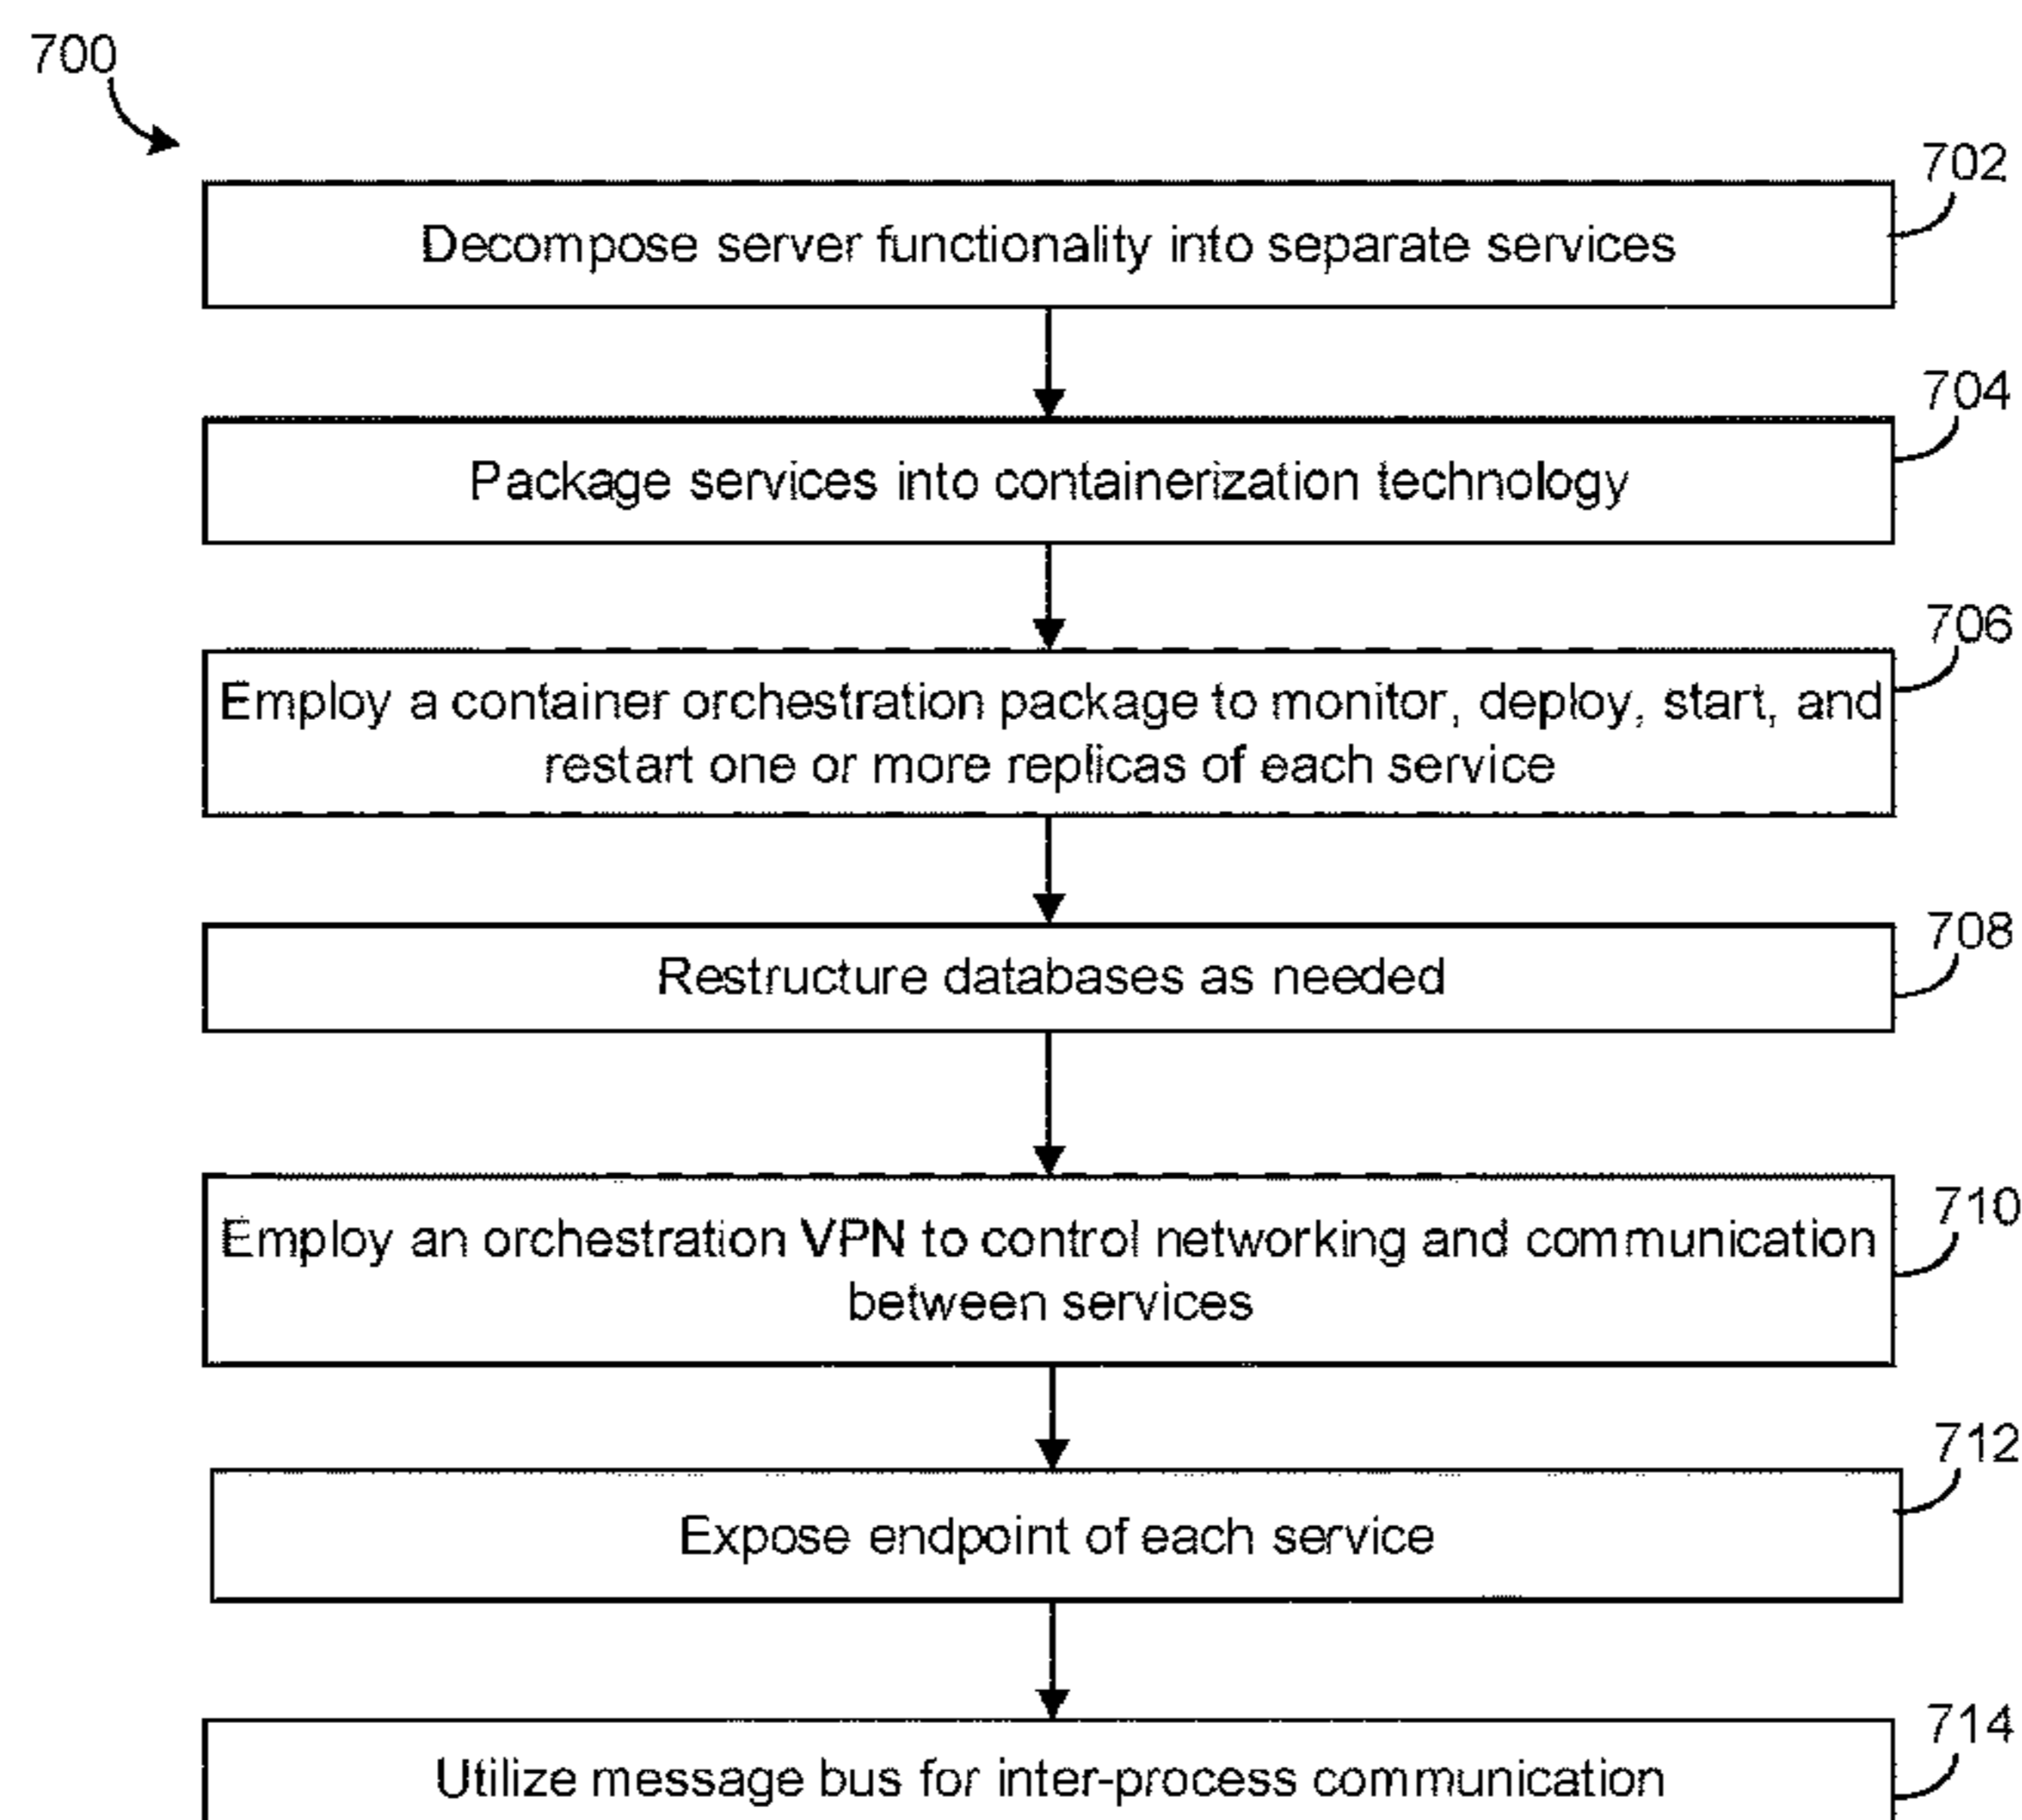 700
702
Decompose server functionality into separate services
704
Package services into containerization technology
706
Employ a container orchestration package to monitor, deploy, start, and
restart one or more replicas of each service
708
Restructure databases as needed
710
Employ an orchestration VPN to control networking and communication
between services
712
Expose endpoint of each service
714
Utilize message bus for inter-process communication